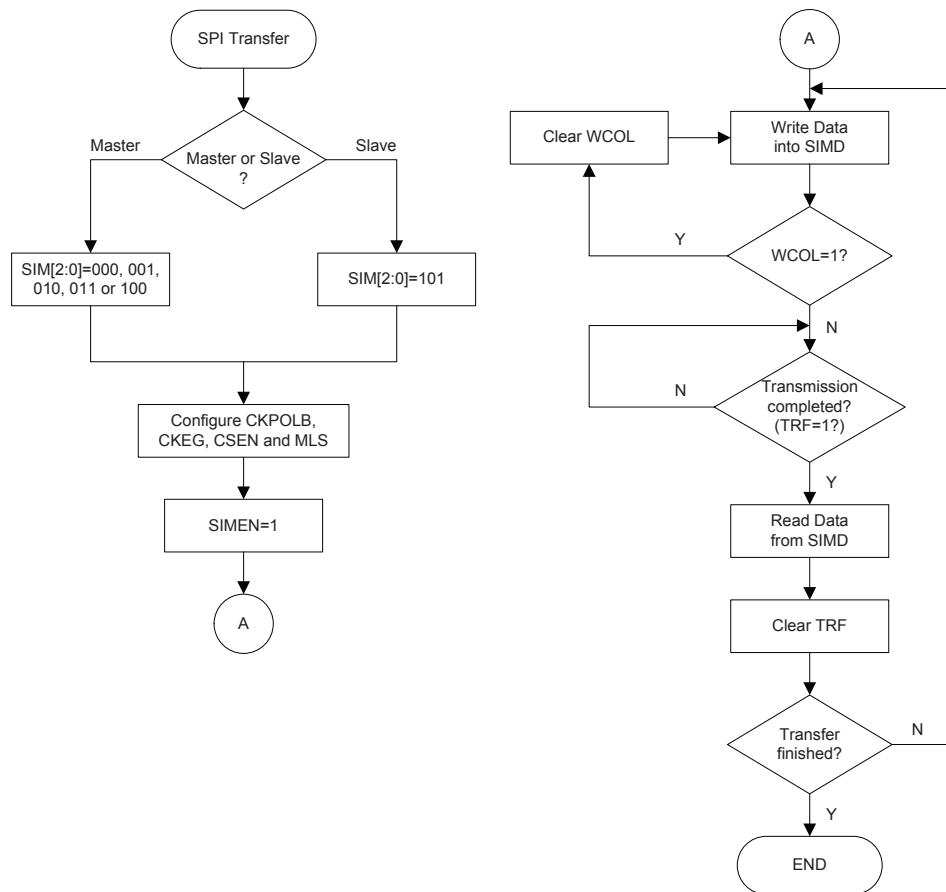 SPI Transfer
Master
Master or Slave
?
Slave
SIM[2:0]=000, 001,
010, 011 or 100
SIM[2:0]=101
Configure CKPOLB,
CKEG, CSEN and MLS
SIMEN=1
A
A
Clear WCOL
Write Data
into SIMD
Y
WCOL=1?
N
N
Transmission
completed?
(TRF=1?)
Y
Read Data
from SIMD
Clear TRF
Transfer
finished?
N
Y
END